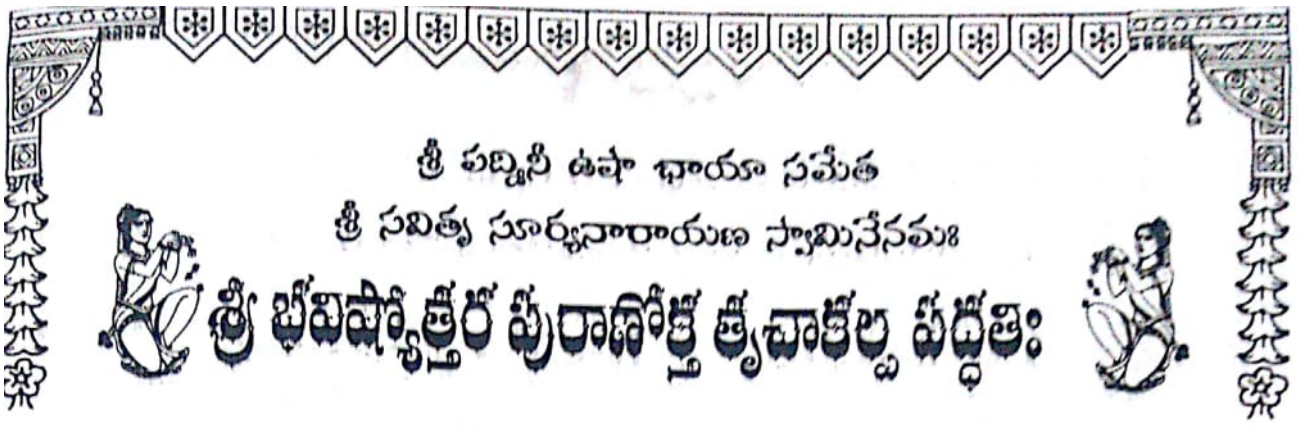 శ్రీ పద్మినీ ఉషా ఛాయా సమేత
శ్రీ సవితృ సూర్యనారాయణ స్వామినేనమః
శ్రీ భవిష్యోత్తర పురాణోక్త తృచాకల్ప పద్ధతిః